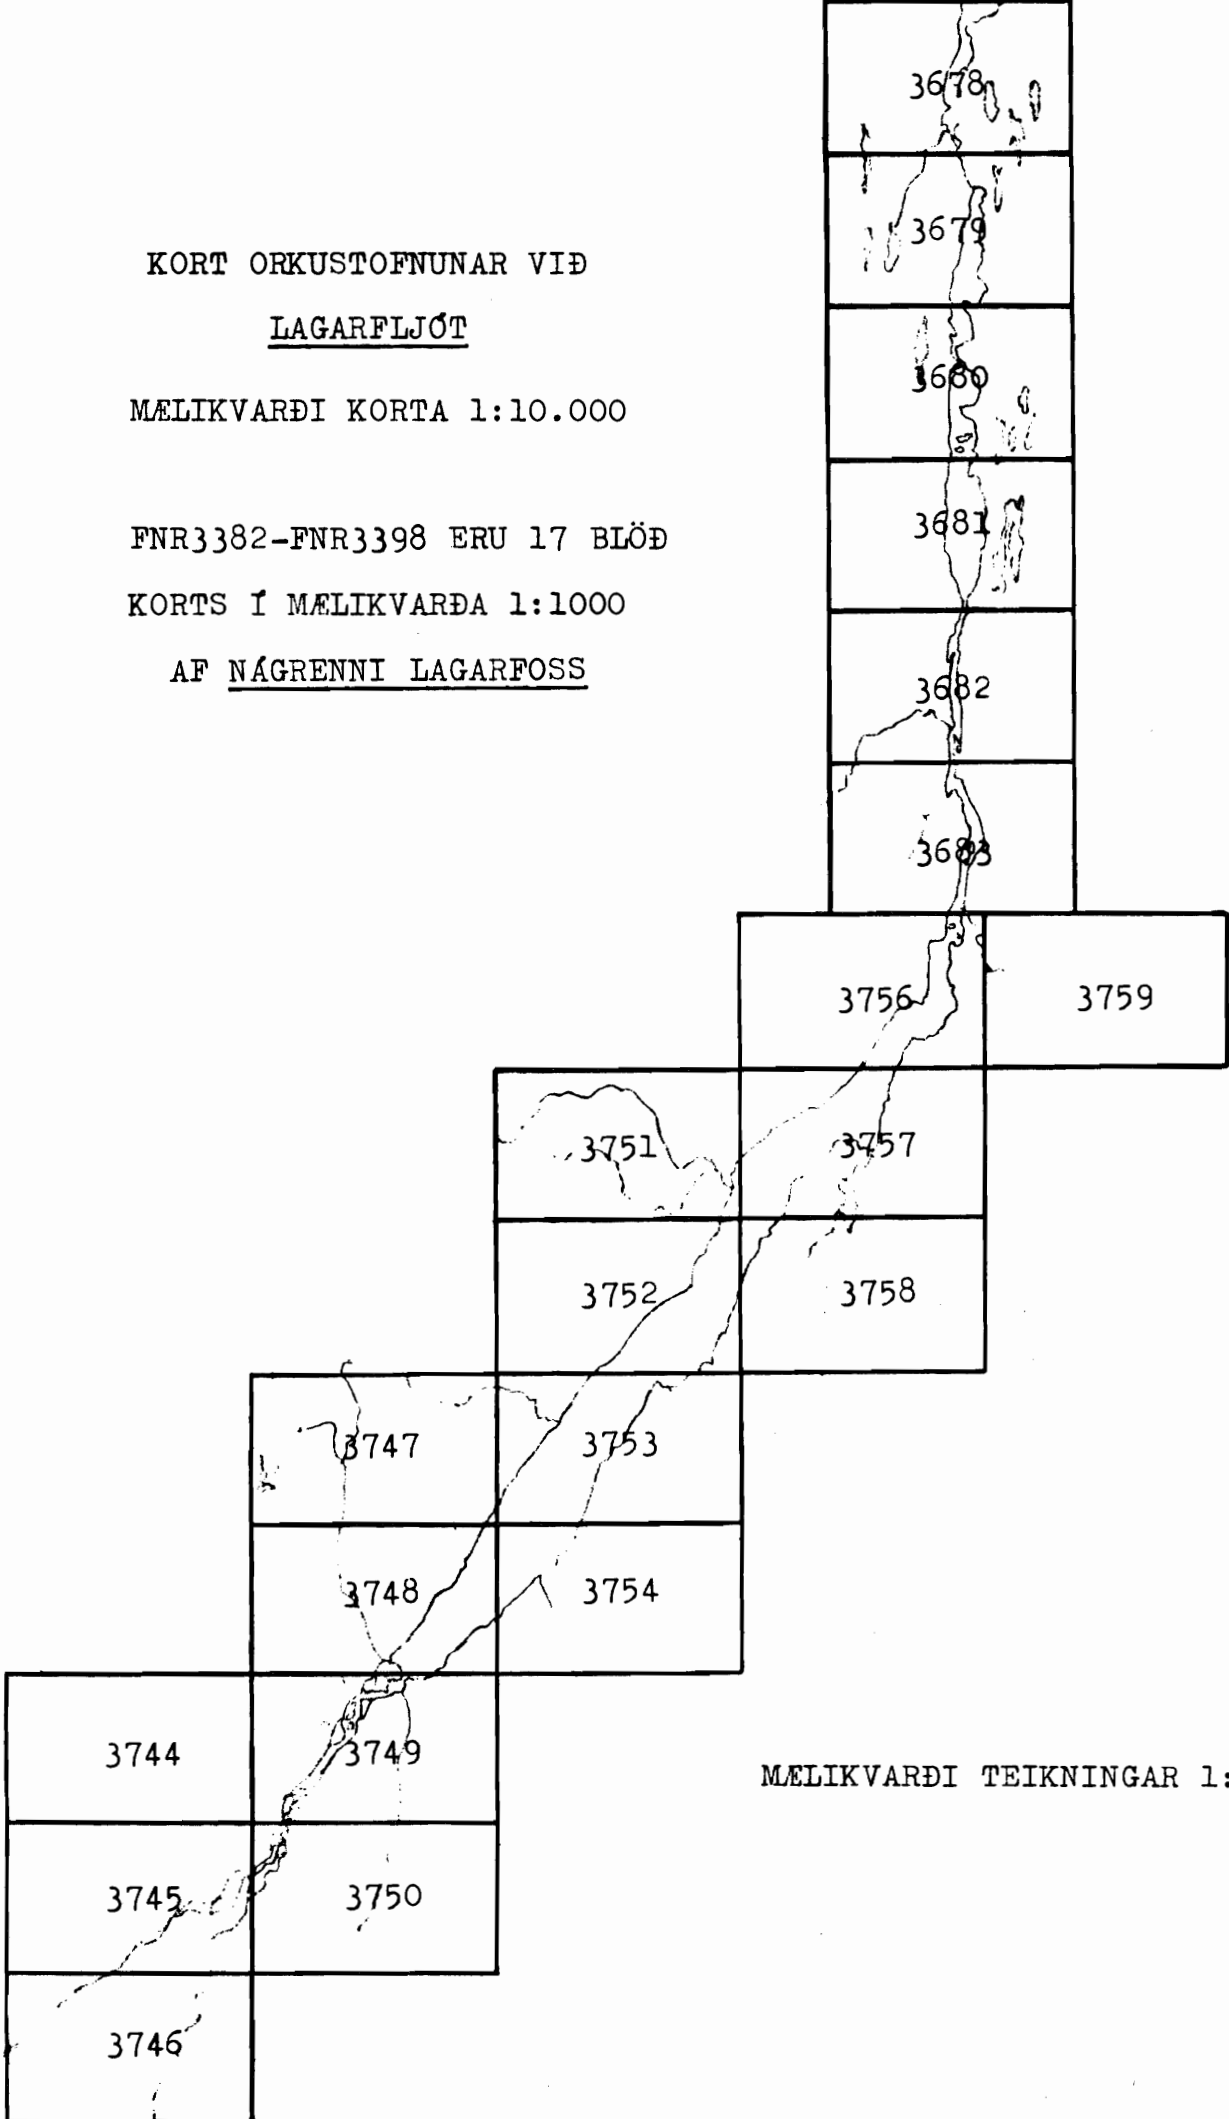 3678
3679
KORT ORKUSTOFNUNAR VIÐ
LAGARFLJÓT
MÆLIKVARÐI KORTA 1:10.000
3680
FNR3382-FNR3398 ERU 17 BLÖÐ
KORTS Í MÆLIKVARÐA 1:1000
AF NÁGRENNI LAGARFOSS
3681
3682
3683
3756 3759
3751 3757
3752 3758
3747 3753
3748 3754
3744 3749
MÆLIKVARÐI TEIKNINGAR 1:
3745 3750
3746